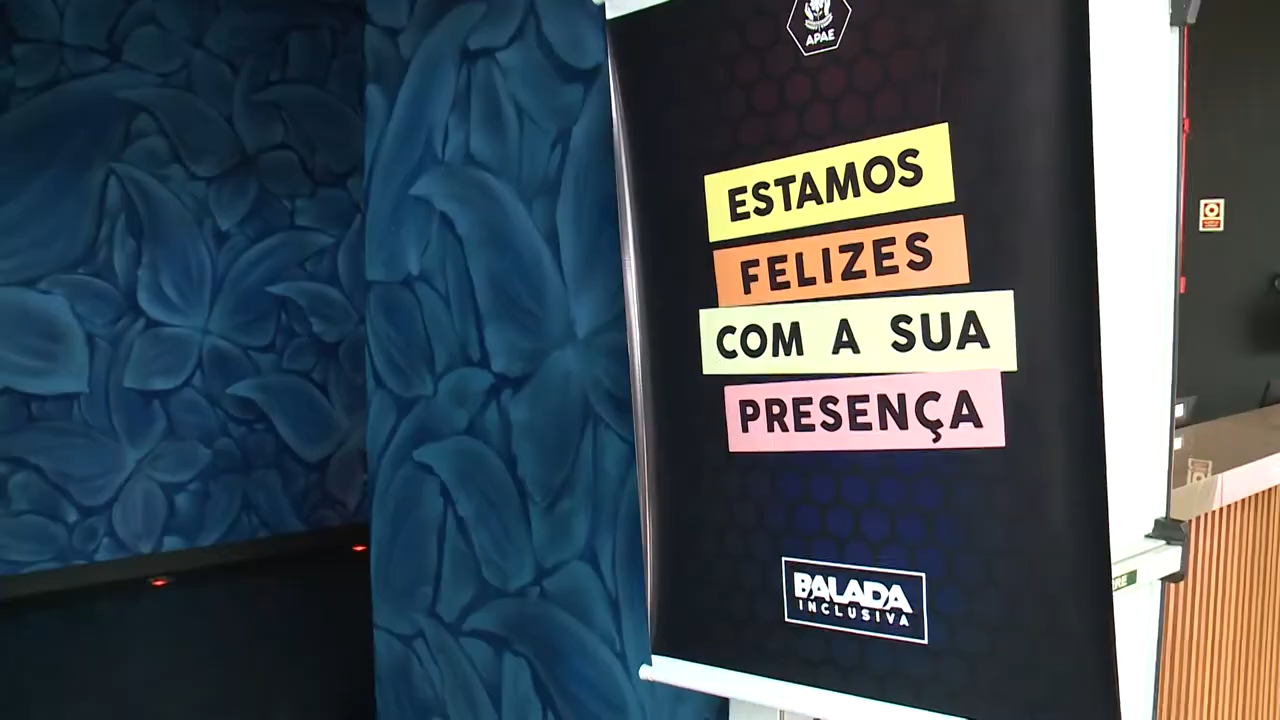 APAE
ESTAMOS
FELIZES
COM A SUA
PRESENÇA
BALADA
INCLUSIVA